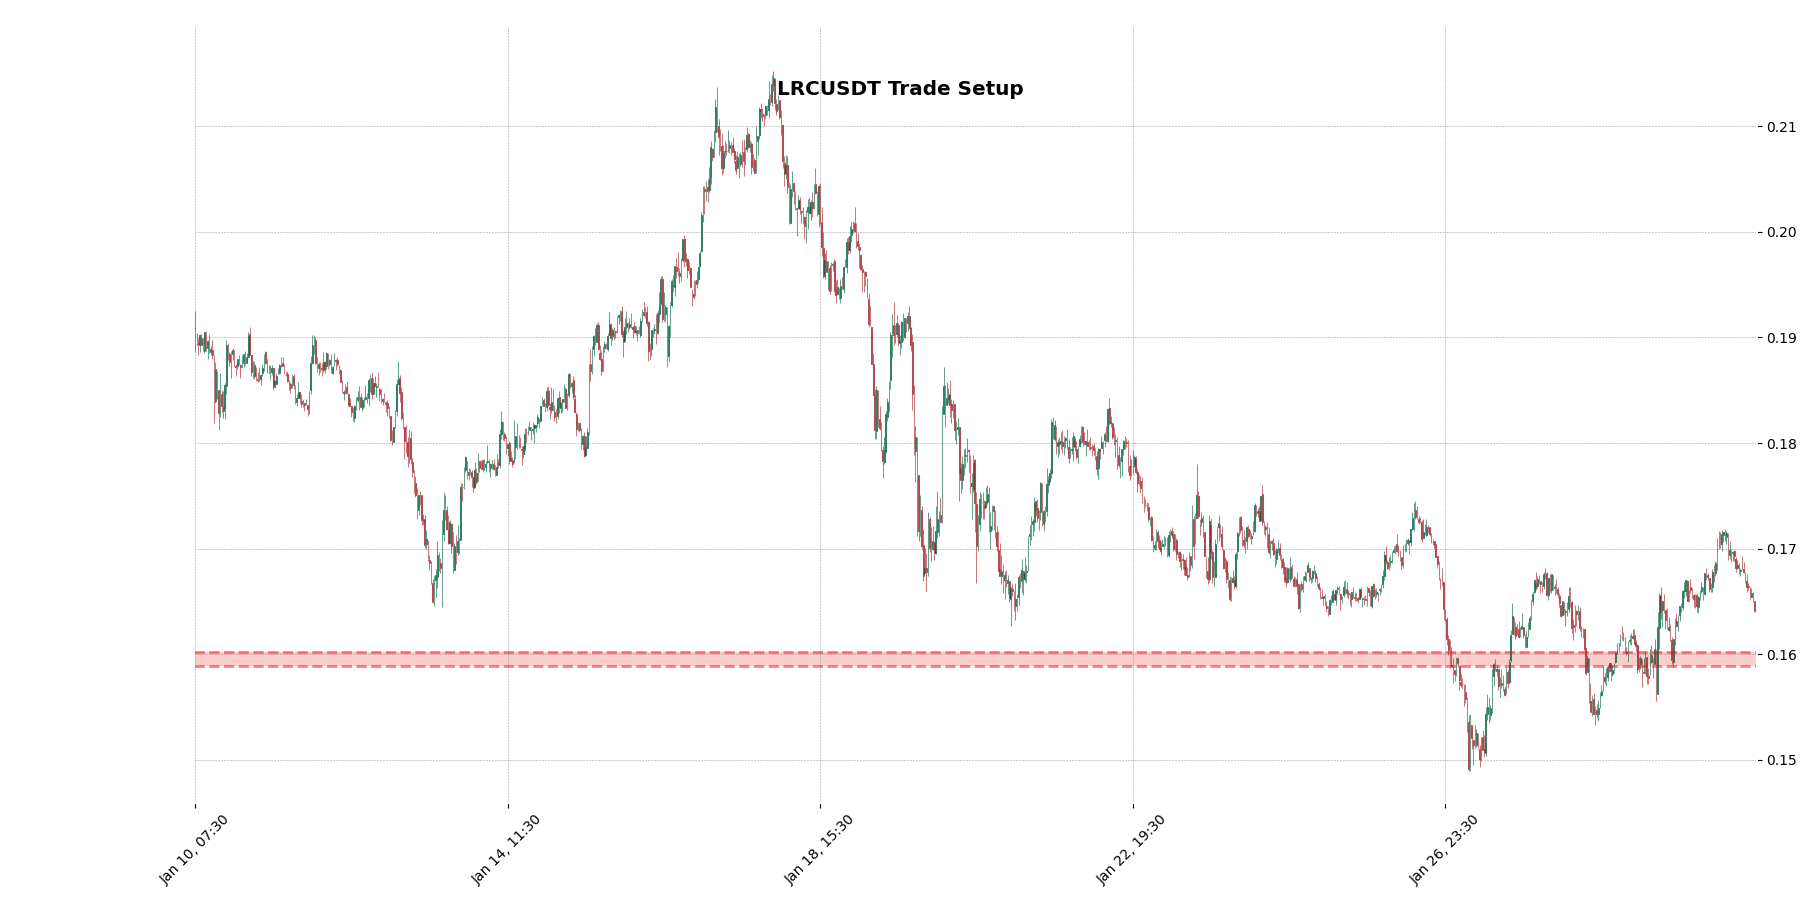 LRCUSDT Trade Setup
0.21
0.20
0.19
0.18
0.17
0.16
0.15
Jan 10, 07:30
Jan 14, 11:30
Jan 18, 15:30
Jan 22, 19:30
Jan 26, 23:30